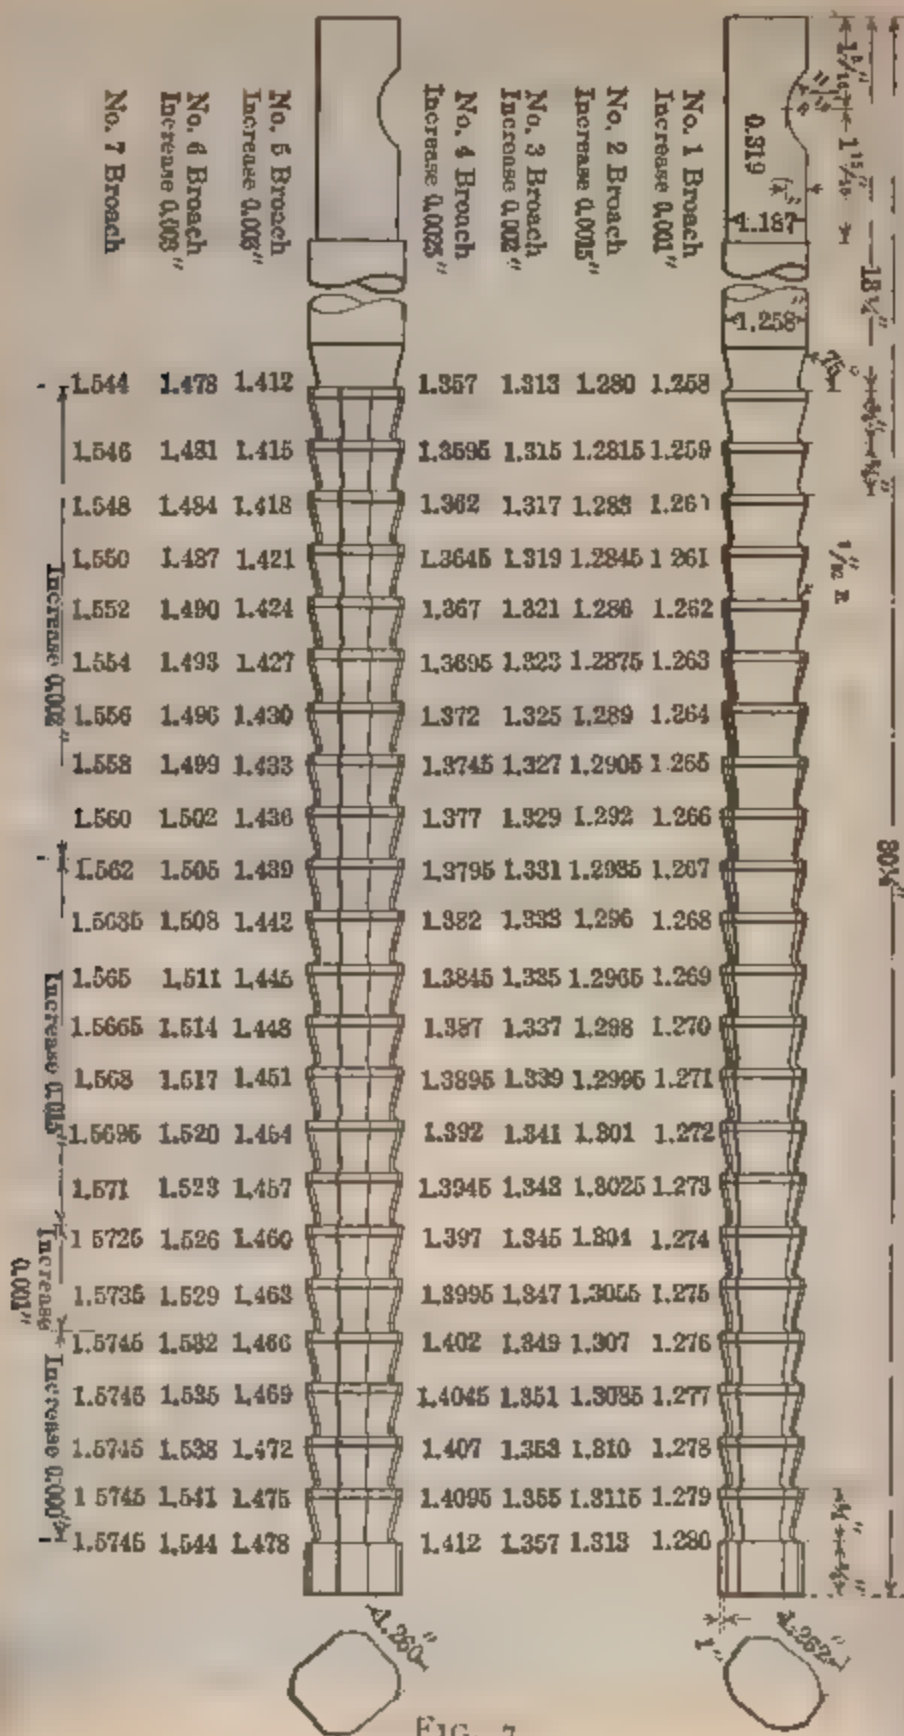 1 15/16"
18 1/2"
80 1/4"
0.319
1.187
1.258
75°
1/32" R
No. 1 Broach
Increase 0.001"
No. 2 Broach
Increase 0.0015"
No. 3 Broach
Increase 0.002"
No. 4 Broach
Increase 0.0025"
No. 5 Broach
Increase 0.003"
No. 6 Broach
Increase 0.003"
No. 7 Broach
1.544 1.478 1.412 1.357 1.313 1.280 1.258
1.546 1.481 1.415 1.3595 1.315 1.2815 1.259
1.548 1.484 1.418 1.362 1.317 1.283 1.260
1.550 1.487 1.421 1.3645 1.319 1.2845 1.261
1.552 1.490 1.424 1.367 1.321 1.286 1.262
1.554 1.493 1.427 1.3695 1.323 1.2875 1.263
1.556 1.496 1.430 1.372 1.325 1.289 1.264
1.558 1.499 1.433 1.3745 1.327 1.2905 1.265
1.560 1.502 1.436 1.377 1.329 1.292 1.266
1.562 1.505 1.439 1.3795 1.331 1.2935 1.267
1.5635 1.508 1.442 1.382 1.333 1.295 1.268
1.565 1.511 1.445 1.3845 1.335 1.2965 1.269
1.5665 1.514 1.448 1.387 1.337 1.298 1.270
1.568 1.517 1.451 1.3895 1.339 1.2995 1.271
1.5695 1.520 1.454 1.392 1.341 1.301 1.272
1.571 1.523 1.457 1.3945 1.343 1.3025 1.273
1.5725 1.526 1.460 1.397 1.345 1.304 1.274
1.5735 1.529 1.463 1.3995 1.347 1.3055 1.275
1.5745 1.532 1.466 1.402 1.349 1.307 1.276
1.5745 1.535 1.469 1.4045 1.351 1.3085 1.277
1.5745 1.538 1.472 1.407 1.353 1.310 1.278
1.5745 1.541 1.475 1.4095 1.355 1.3115 1.279
1.5745 1.544 1.478 1.412 1.357 1.313 1.280
Increase 0.002"
Increase 0.015"
Increase
0.001"
Increase 0.000"
1.260"
1.262"
1"
FIG. 7